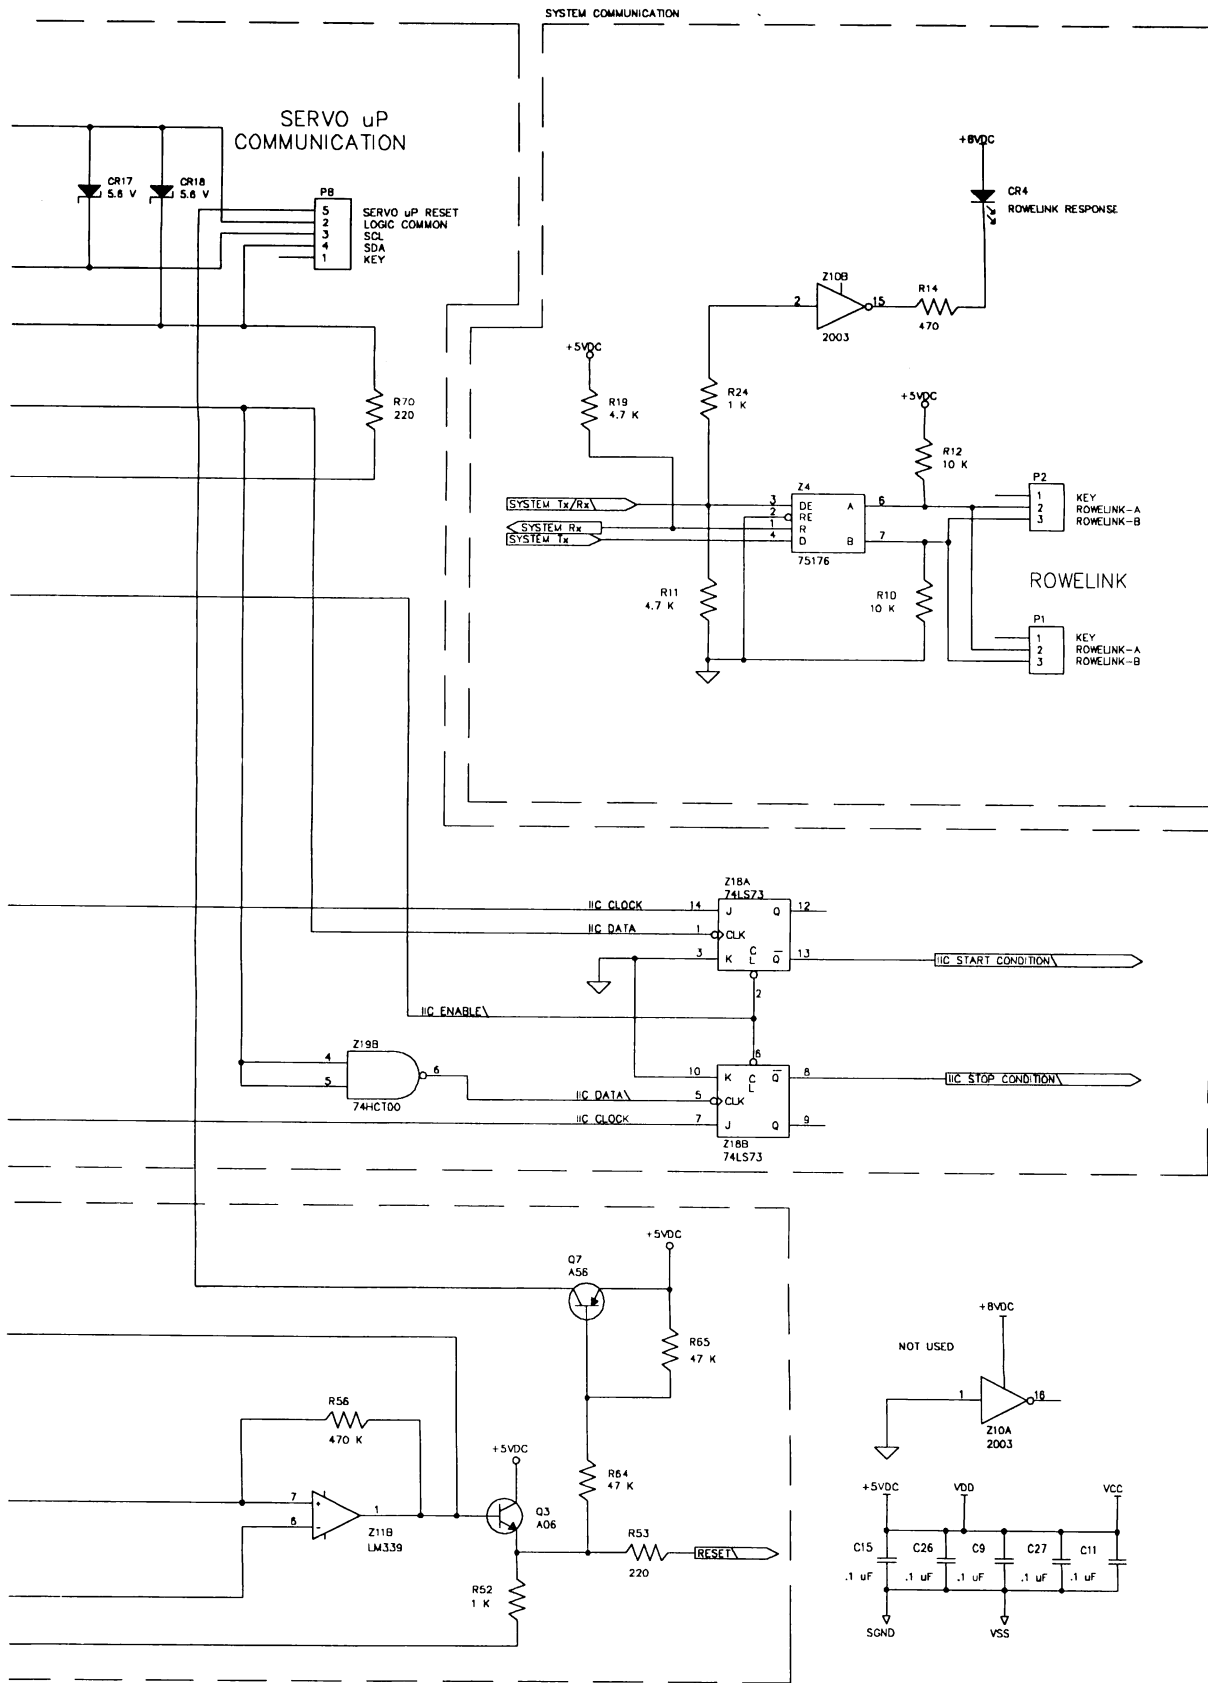 SYSTEM COMMUNICATION
SERVO uP
COMMUNICATION
CR17
5.6 V
CR18
5.6 V
P8
5 SERVO uP RESET
2 LOGIC COMMON
3 SCL
4 SDA
1 KEY
R70
220
+8VDC
CR4
ROWELINK RESPONSE
Z10B
2
15
2003
R14
470
+5VDC
R19
4.7 K
R24
1 K
+5VDC
R12
10 K
SYSTEM Tx/Rx\
SYSTEM Rx
SYSTEM Tx
Z4
3 DE A 6
2 RE
1 R
4 D B 7
75176
P2
1 KEY
2 ROWELINK-A
3 ROWELINK-B
ROWELINK
R11
4.7 K
R10
10 K
P1
1 KEY
2 ROWELINK-A
3 ROWELINK-B
Z18A
74LS73
IIC CLOCK 14 J Q 12
IIC DATA 1 CLK
3 K C L Q 13
IIC START CONDITION\
2
IIC ENABLE\
Z19B
4
5
6
74HCT00
6
10 K C L Q 8
IIC STOP CONDITION\
IIC DATA\ 5 CLK
IIC CLOCK 7 J Q 9
Z18B
74LS73
+5VDC
Q7
A56
R65
47 K
R56
470 K
+5VDC
R64
47 K
7 +
6 -
1
Z11B
LM339
Q3
A06
R53
220
RESET\
R52
1 K
+8VDC
NOT USED
1
16
Z10A
2003
+5VDC
VDD
VCC
C15
.1 uF
C26
.1 uF
C9
.1 uF
C27
.1 uF
C11
SGND
VSS